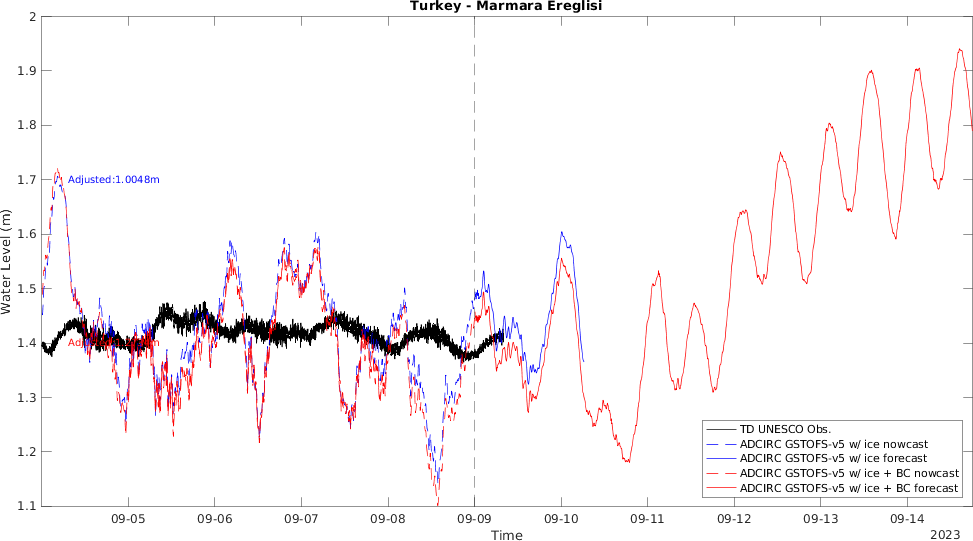 Turkey - Marmara Ereglisi
Water Level (m)
2
1.9
1.8
1.7
1.6
1.5
1.4
1.3
1.2
1.1
Adjusted:1.0048m
TD UNESCO Obs.
ADCIRC GSTOFS-v5 w/ ice nowcast
ADCIRC GSTOFS-v5 w/ ice forecast
ADCIRC GSTOFS-v5 w/ ice + BC nowcast
ADCIRC GSTOFS-v5 w/ ice + BC forecast
09-05 09-06 09-07 09-08 09-09 09-10 09-11 09-12 09-13 09-14
Time
2023